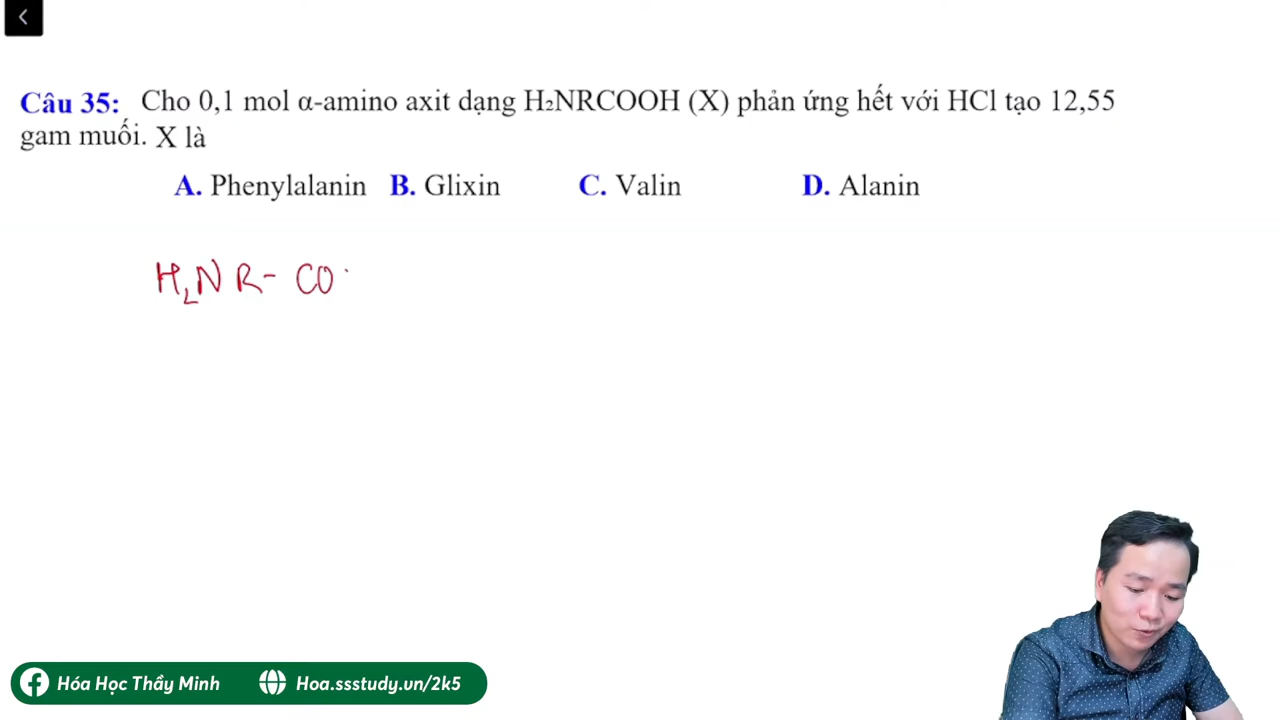 Câu 35: Cho 0,1 mol α-amino axit dạng H₂NRCOOH (X) phản ứng hết với HCl tạo 12,55
gam muối. X là
A. Phenylalanin B. Glixin C. Valin D. Alanin
H₂NR- CO
Hóa Học Thầy Minh Hoa.ssstudy.vn/2k5